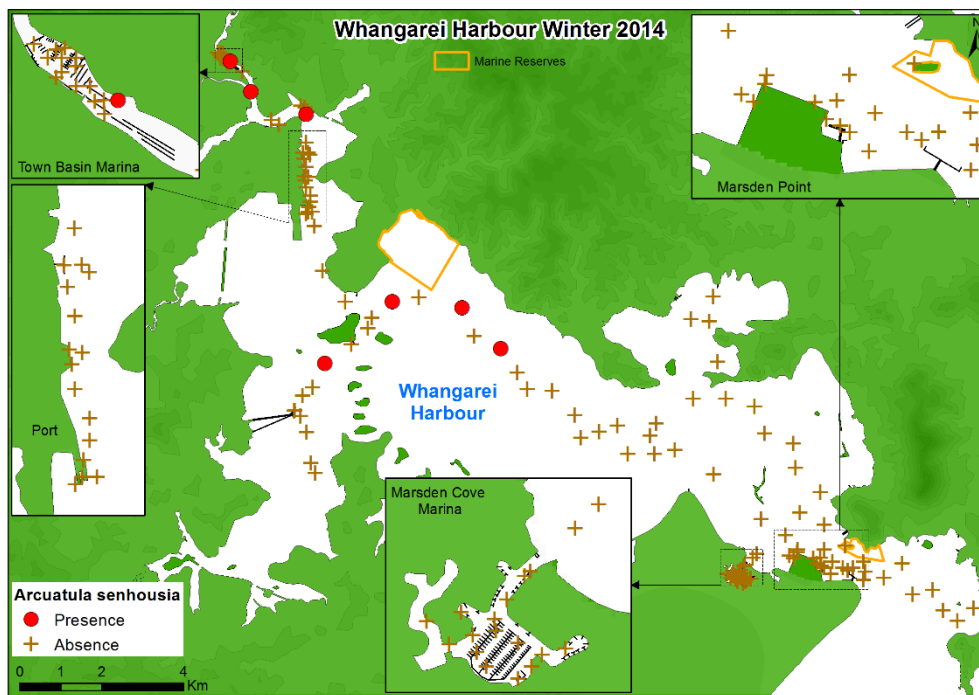 Whangarei Harbour Winter 2014
Marine Reserves
N
Town Basin Marina
Marsden Point
Port
Whangarei
Harbour
Marsden Cove
Marina
Arcuatula senhousia
Presence
Absence
0 1 2 4
Km